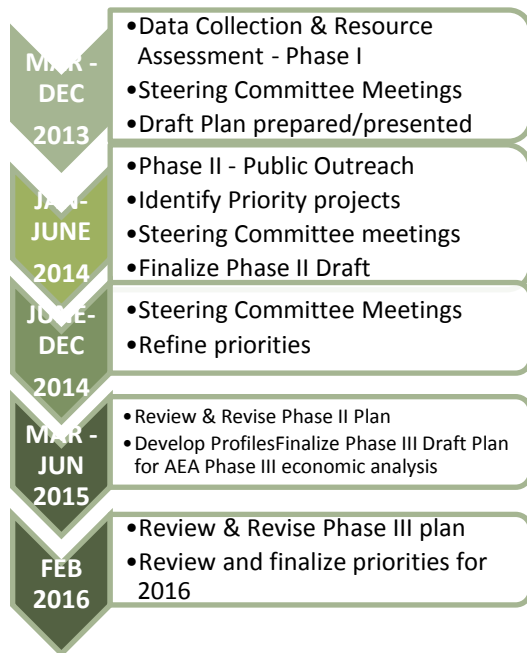 MAR -
DEC
2013
•Data Collection & Resource
Assessment - Phase I
•Steering Committee Meetings
•Draft Plan prepared/presented
JAN-
JUNE
2014
•Phase II - Public Outreach
•Identify Priority projects
•Steering Committee meetings
•Finalize Phase II Draft
JUNE-
DEC
2014
•Steering Committee Meetings
•Refine priorities
MAR -
JUN
2015
•Review & Revise Phase II Plan
•Develop ProfilesFinalize Phase III Draft Plan
for AEA Phase III economic analysis
FEB
2016
•Review & Revise Phase III plan
•Review and finalize priorities for
2016